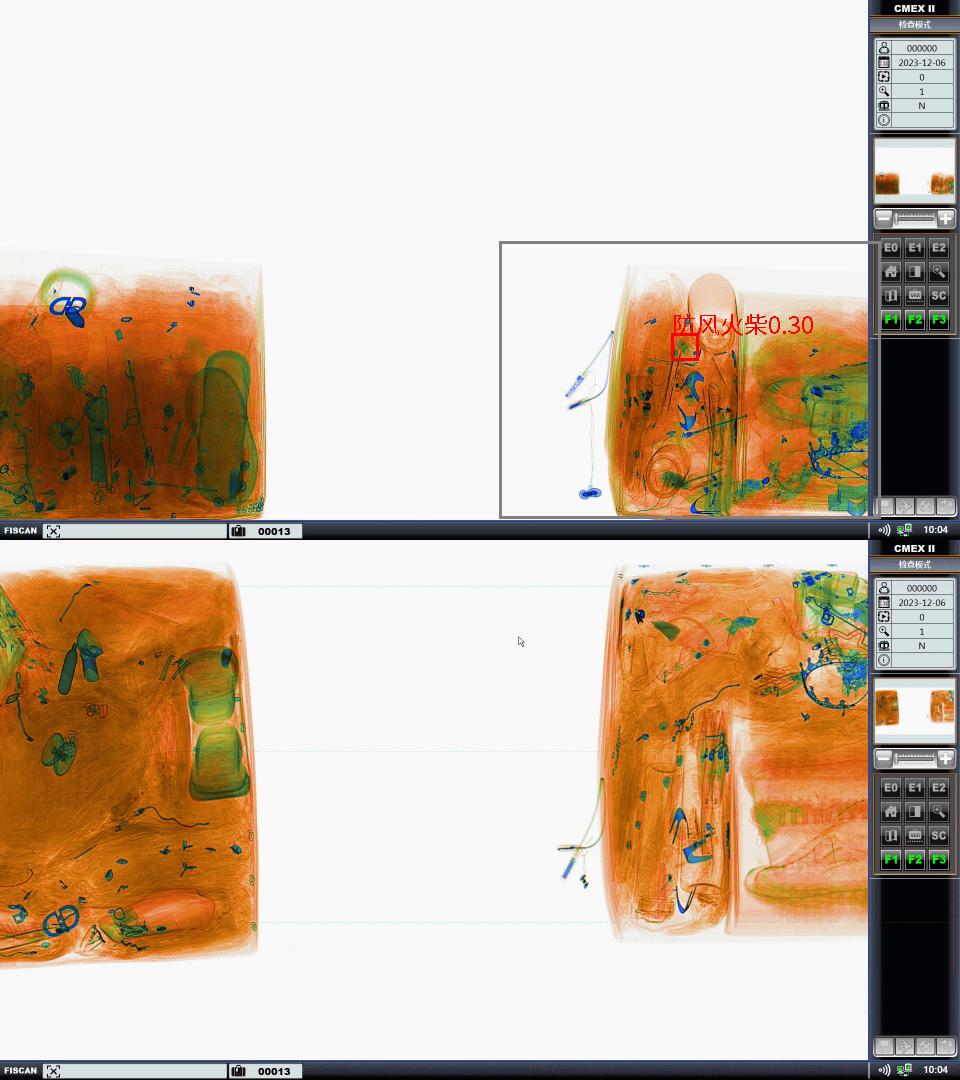 CMEX II
检查模式
000000
2023-12-06
0
1
N
E0 E1 E2
SC
F1 F2 F3
防风火柴0.30
FISCAN
00013
10:04
CMEX II
检查模式
000000
2023-12-06
0
1
N
E0 E1 E2
SC
F1 F2 F3
FISCAN
00013
10:04